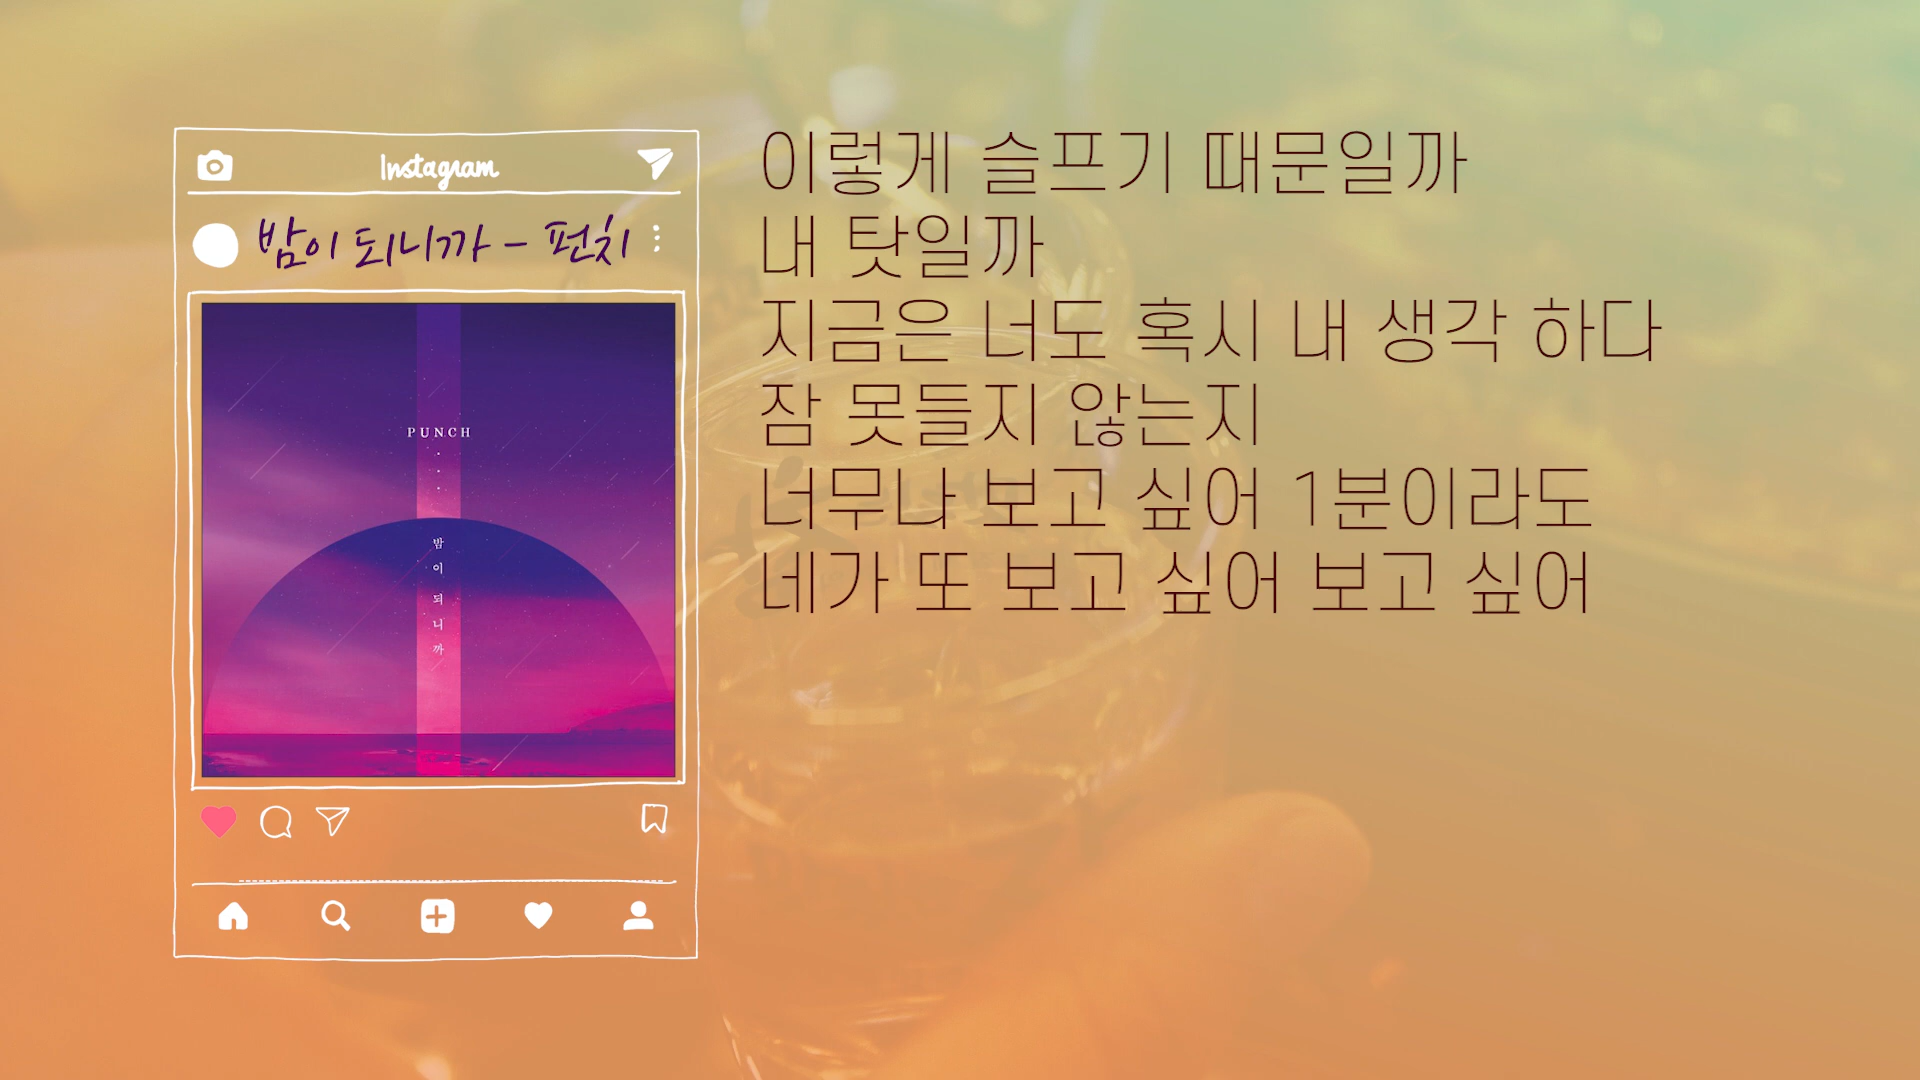 Instagram
밤이 되니까 - 펀치
PUNCH
밤이되니까
이렇게 슬프기 때문일까
내 탓일까
지금은 너도 혹시 내 생각 하다
잠 못들지 않는지
너무나 보고 싶어 1분이라도
네가 또 보고 싶어 보고 싶어